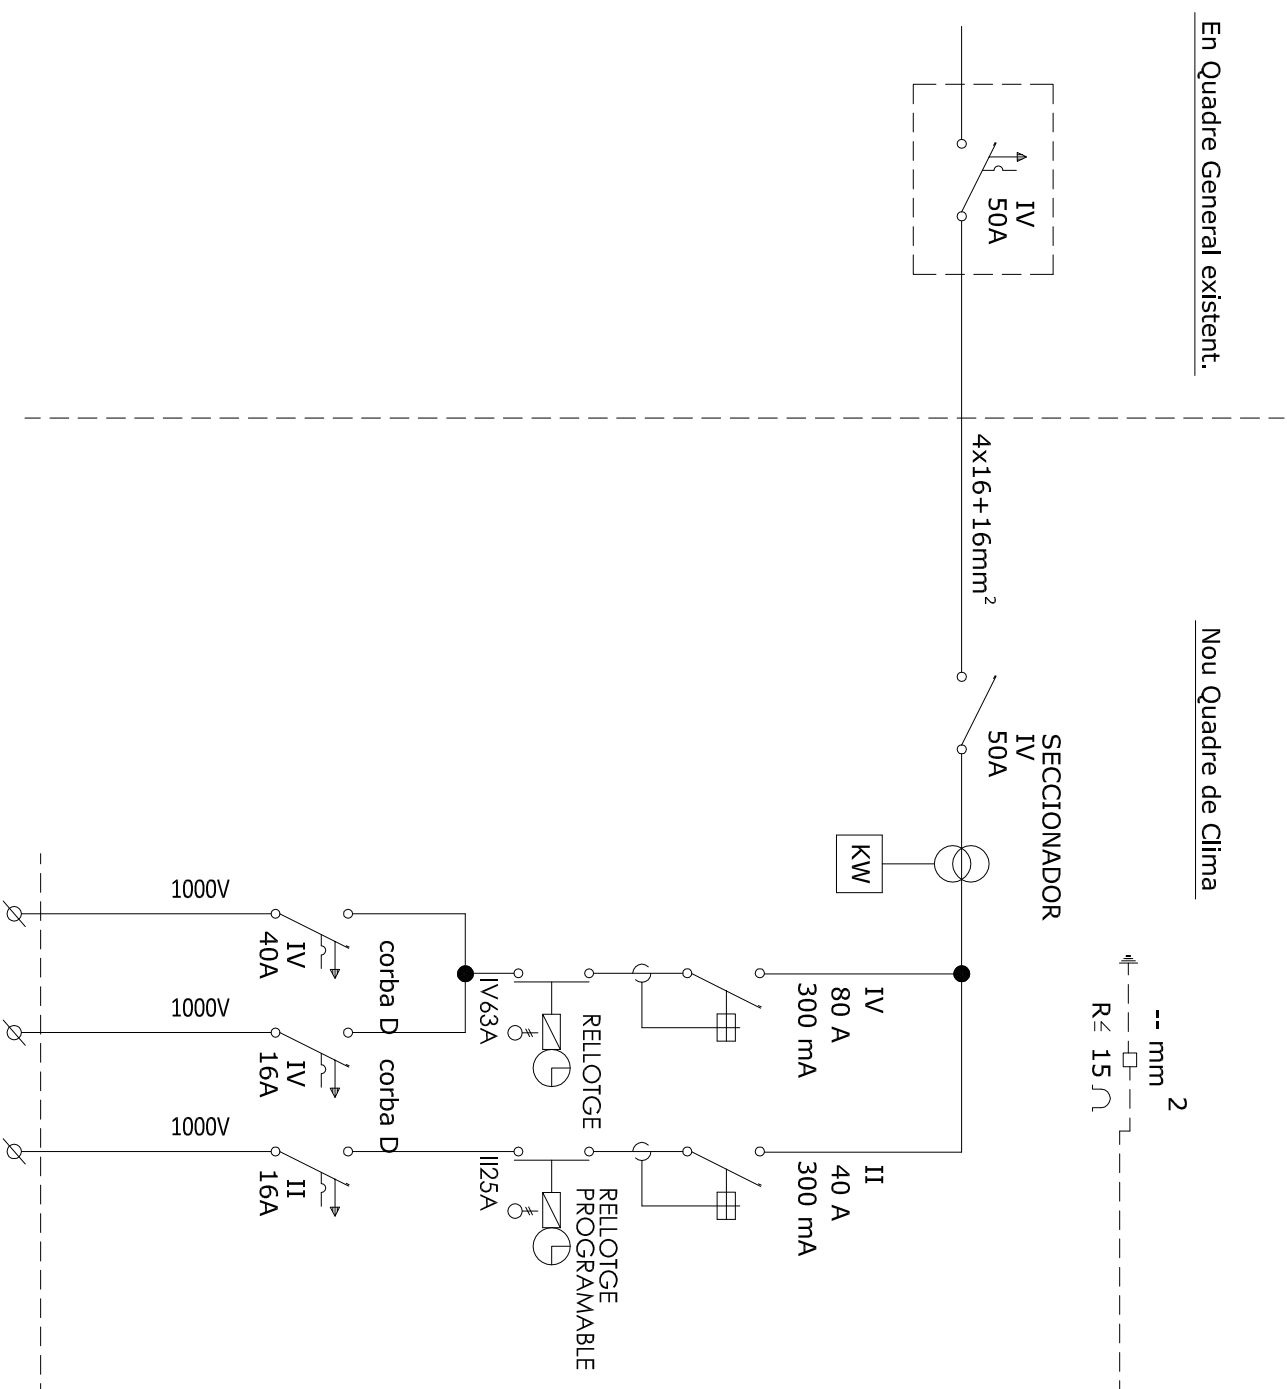 En Quadre General existent.
IV
50A
4x16+16mm²
Nou Quadre de Clima
SECCIONADOR
IV
50A
KW
-- mm ²
R≤ 15 Ω
IV
80 A
300 mA
II
40 A
300 mA
RELLOTGE
IV63A
RELLOTGE
PROGRAMABLE
II25A
corba D
IV
40A
1000V
corba D
IV
16A
1000V
II
16A
1000V